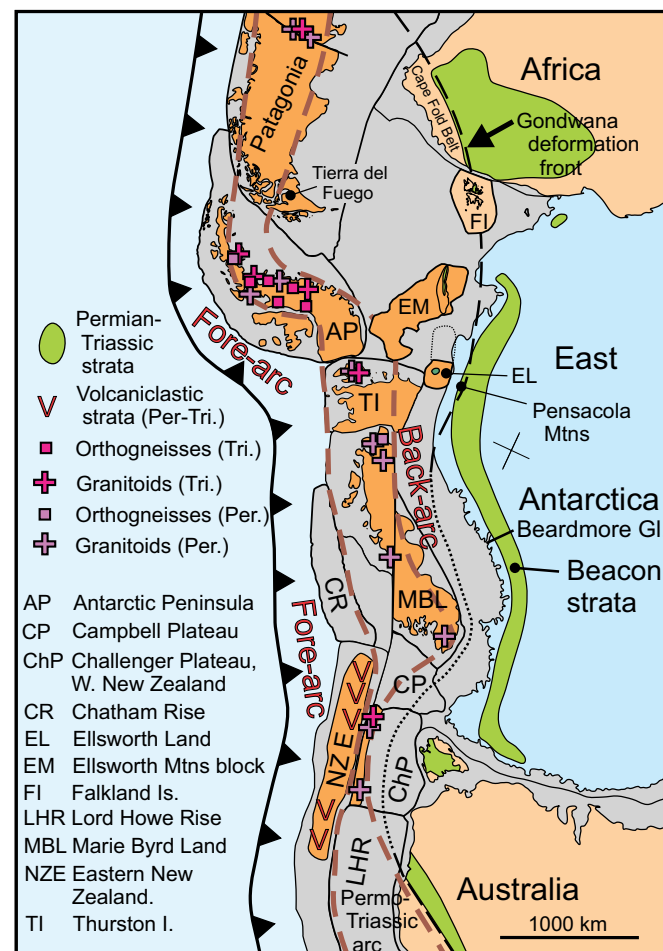 Africa
Cape Fold Belt
Gondwana
deformation
front
Patagonia
Tierra del
Fuego
FI
EM
AP
Fore-arc
East
EL
Pensacola
Mtns
TI
Back-arc
Antarctica
Beardmore Gl
Beacon
strata
MBL
CR
Fore-arc
CP
NZ E
ChP
LHR
Permo-
Triassic
arc
Australia
1000 km
Permian-
Triassic
strata
Volcaniclastic
strata (Per-Tri.)
Orthogneisses (Tri.)
Granitoids (Tri.)
Orthogneisses (Per.)
Granitoids (Per.)
AP Antarctic Peninsula
CP Campbell Plateau
ChP Challenger Plateau,
W. New Zealand
CR Chatham Rise
EL Ellsworth Land
EM Ellsworth Mtns block
FI Falkland Is.
LHR Lord Howe Rise
MBL Marie Byrd Land
NZE Eastern New
Zealand.
TI Thurston I.